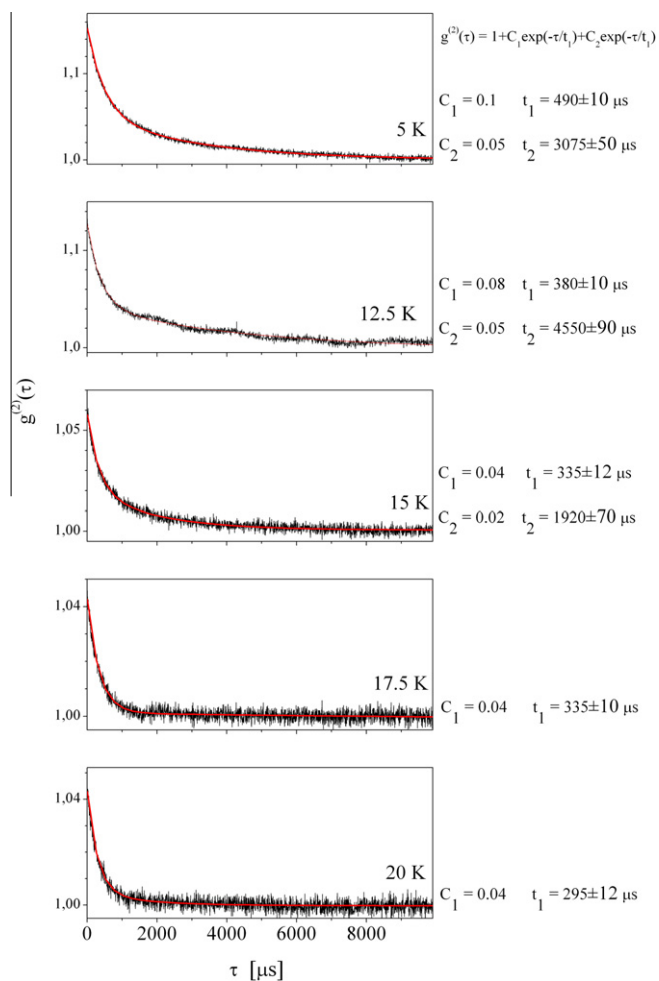 g⁽²⁾(τ) = 1+C₁exp(-τ/t₁)+C₂exp(-τ/t₁)
1,1
1,0
5 K
C₁ = 0.1 t₁ = 490±10 μs
C₂ = 0.05 t₂ = 3075±50 μs
1,1
1,0
12.5 K
C₁ = 0.08 t₁ = 380±10 μs
C₂ = 0.05 t₂ = 4550±90 μs
g⁽²⁾(τ)
1,05
1,00
15 K
C₁ = 0.04 t₁ = 335±12 μs
C₂ = 0.02 t₂ = 1920±70 μs
1,04
1,00
17.5 K
C₁ = 0.04 t₁ = 335±10 μs
1,04
1,00
20 K
C₁ = 0.04 t₁ = 295±12 μs
0 2000 4000 6000 8000
τ [μs]